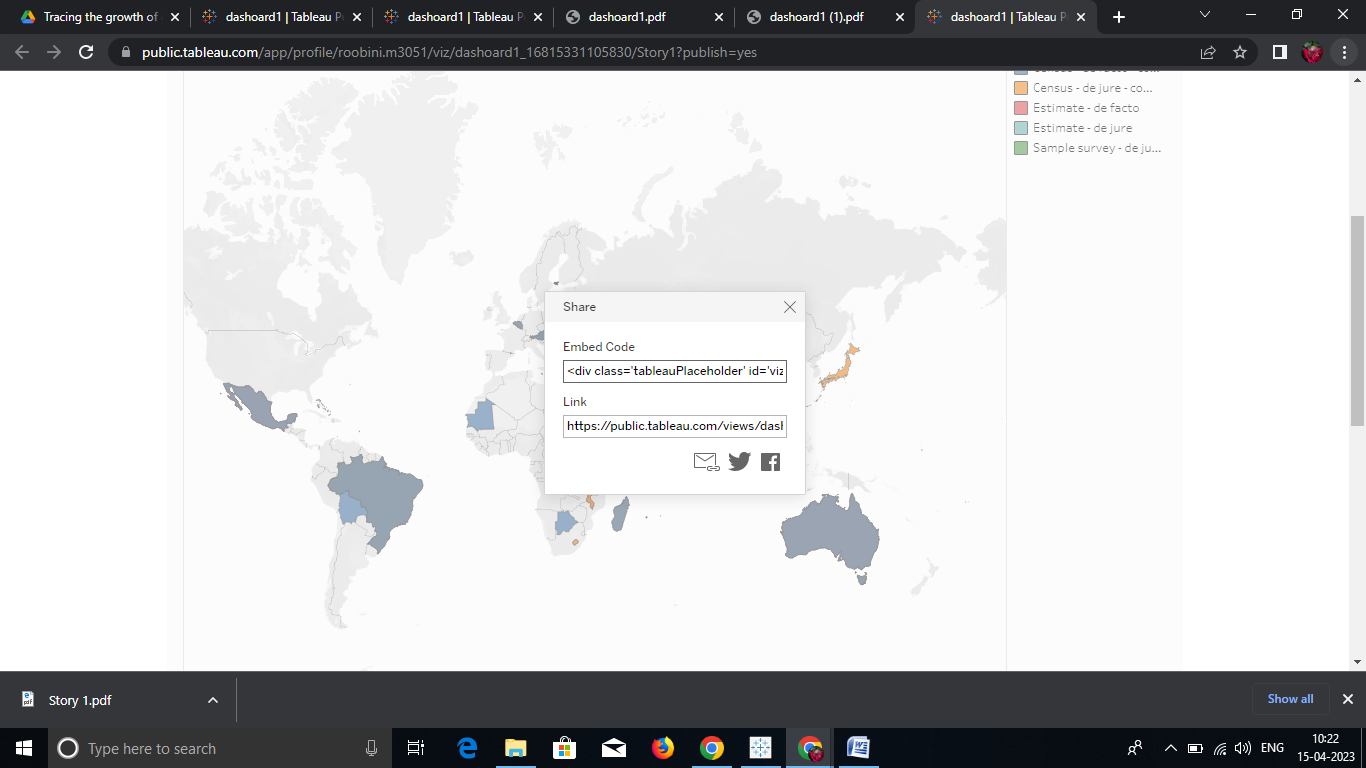 Tracing the growth of
dashoard1 | Tableau P
dashoard1 | Tableau P
dashoard1.pdf
dashoard1 (1).pdf
dashoard1 | Tableau P
public.tableau.com/app/profile/roobini.m3051/viz/dashoard1_16815331105830/Story1?publish=yes
Census - de jure - co...
Estimate - de facto
Estimate - de jure
Sample survey - de ju...
Share
Embed Code
<div class='tableauPlaceholder' id='viz
Link
https://public.tableau.com/views/dasl
Story 1.pdf
Show all
Type here to search
ENG
10:22
15-04-2023